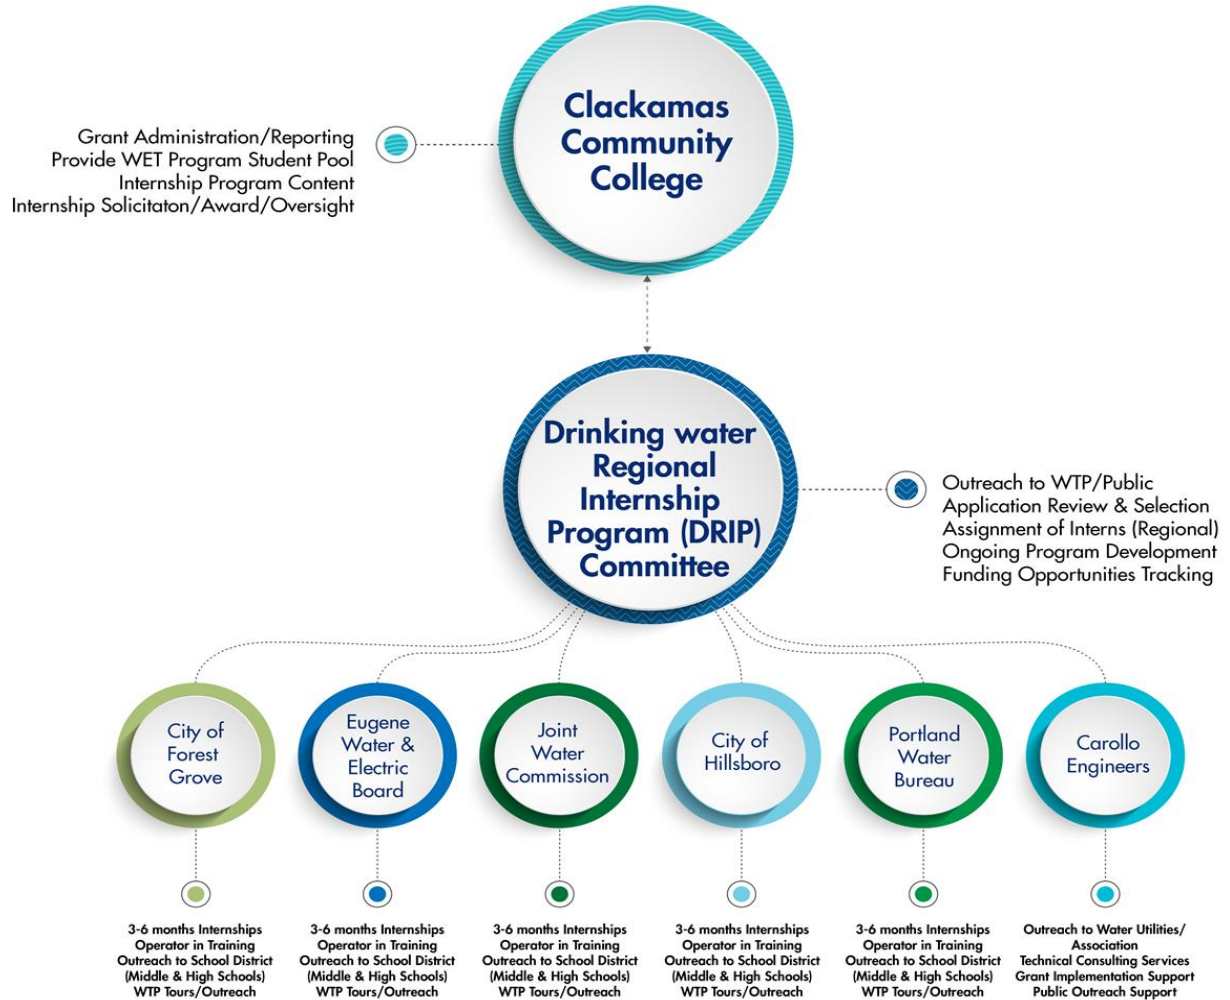 Clackamas
Community
College
Grant Administration/Reporting
Provide WET Program Student Pool
Internship Program Content
Internship Solicitaton/Award/Oversight
Drinking water
Regional
Internship
Program (DRIP)
Committee
Outreach to WTP/Public
Application Review & Selection
Assignment of Interns (Regional)
Ongoing Program Development
Funding Opportunities Tracking
City of
Forest
Grove
Eugene
Water &
Electric
Board
Joint
Water
Commission
City of
Hillsboro
Portland
Water
Bureau
Carollo
Engineers
3-6 months Internships
Operator in Training
Outreach to School District
(Middle & High Schools)
WTP Tours/Outreach
3-6 months Internships
Operator in Training
Outreach to School District
(Middle & High Schools)
WTP Tours/Outreach
3-6 months Internships
Operator in Training
Outreach to School District
(Middle & High Schools)
WTP Tours/Outreach
3-6 months Internships
Operator in Training
Outreach to School District
(Middle & High Schools)
WTP Tours/Outreach
3-6 months Internships
Operator in Training
Outreach to School District
(Middle & High Schools)
WTP Tours/Outreach
Outreach to Water Utilities/
Association
Technical Consulting Services
Grant Implementation Support
Public Outreach Support